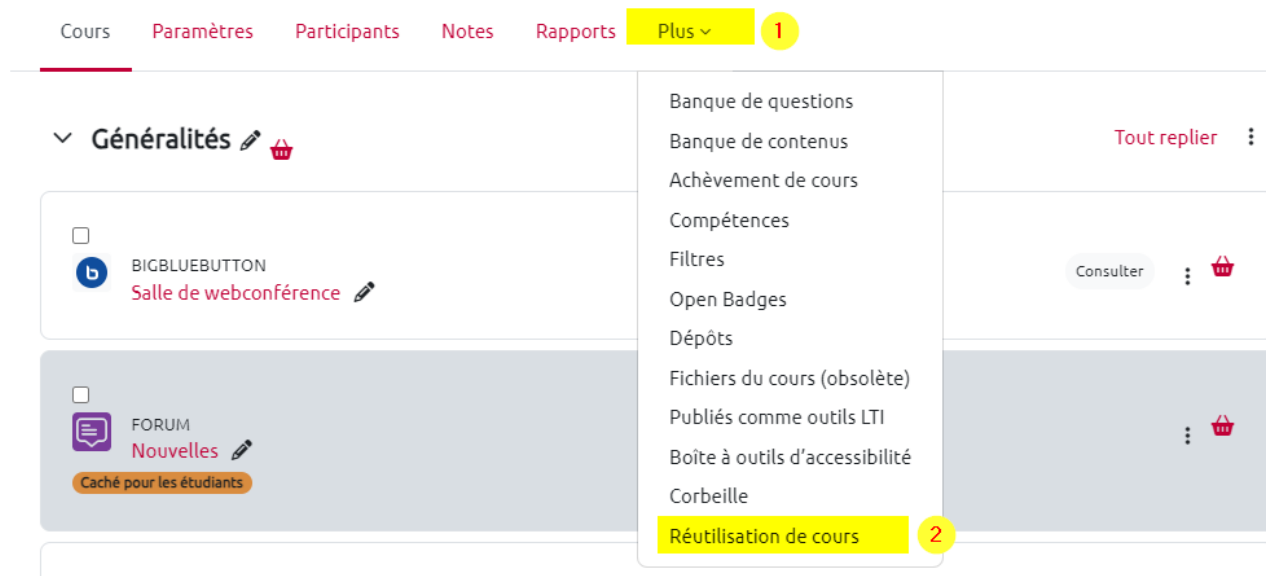 Cours Paramètres Participants Notes Rapports Plus 1
Banque de questions
Généralités Banque de contenus Tout replier
Achèvement de cours
Compétences
BIGBLUEBUTTON Filtres Consulter
Salle de webconférence Open Badges
Dépôts
Fichiers du cours (obsolète)
FORUM Publiés comme outils LTI
Nouvelles Boîte à outils d’accessibilité
Caché pour les étudiants Corbeille
Réutilisation de cours 2